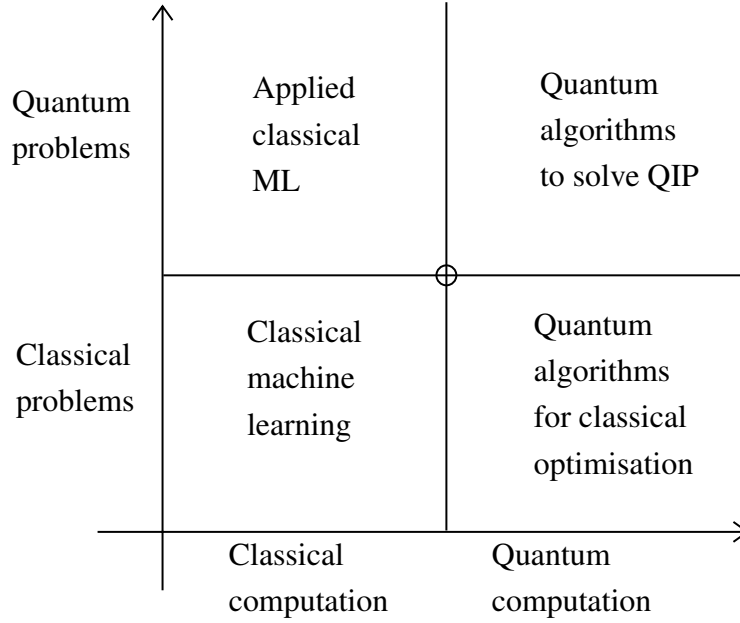 Quantum
problems
Applied
classical
ML
Quantum
algorithms
to solve QIP
Classical
problems
Classical
machine
learning
Quantum
algorithms
for classical
optimisation
Classical
computation
Quantum
computation